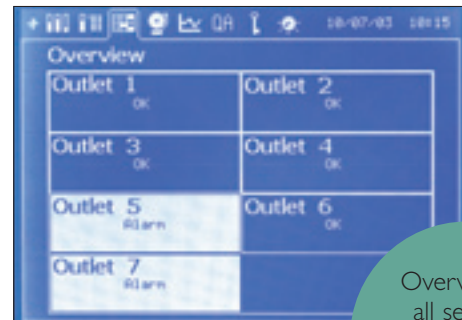 QA 10/07/03 10:15
Overview
Outlet 1
OK
Outlet 2
OK
Outlet 3
OK
Outlet 4
OK
Outlet 5
Alarm
Outlet 6
OK
Outlet 7
Alarm
all